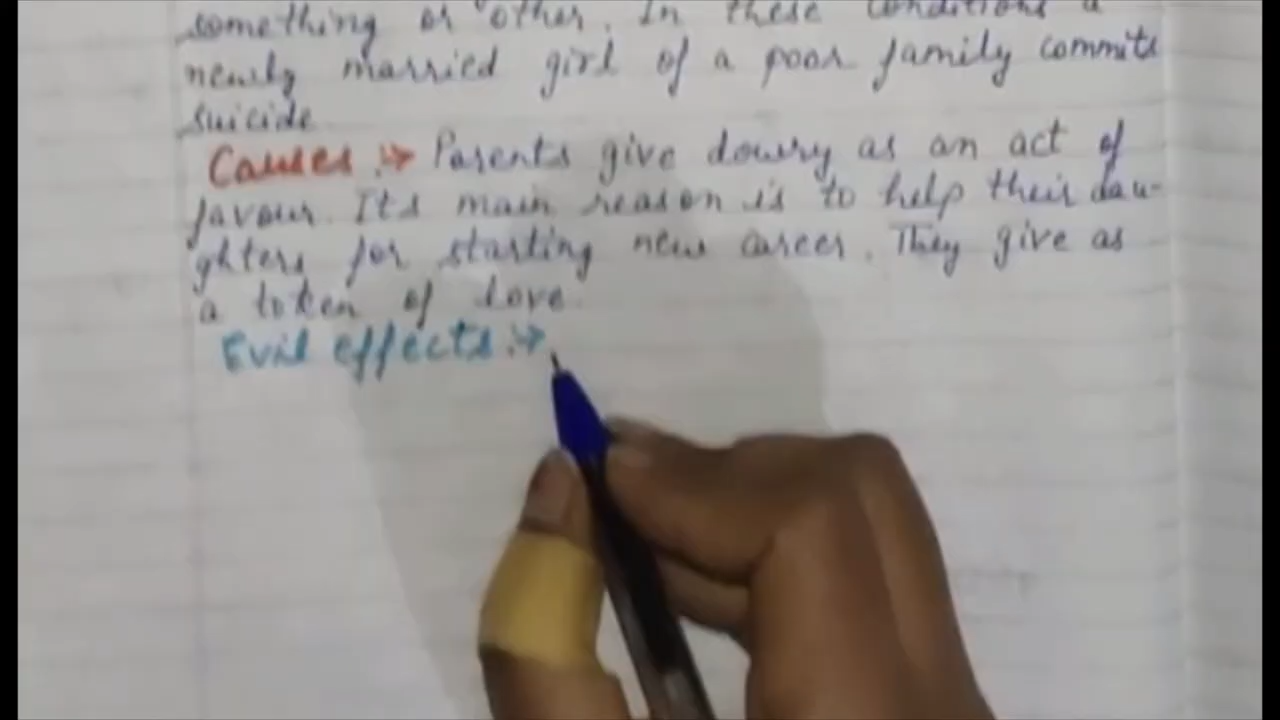 something or other. In these conditions a
newly married girl of a poor family commits
suicide
Causes :→ Parents give dowry as an act of
favour. Its main reason is to help their dau-
ghters for starting new career. They give as
a token of love.
Evil effects :→